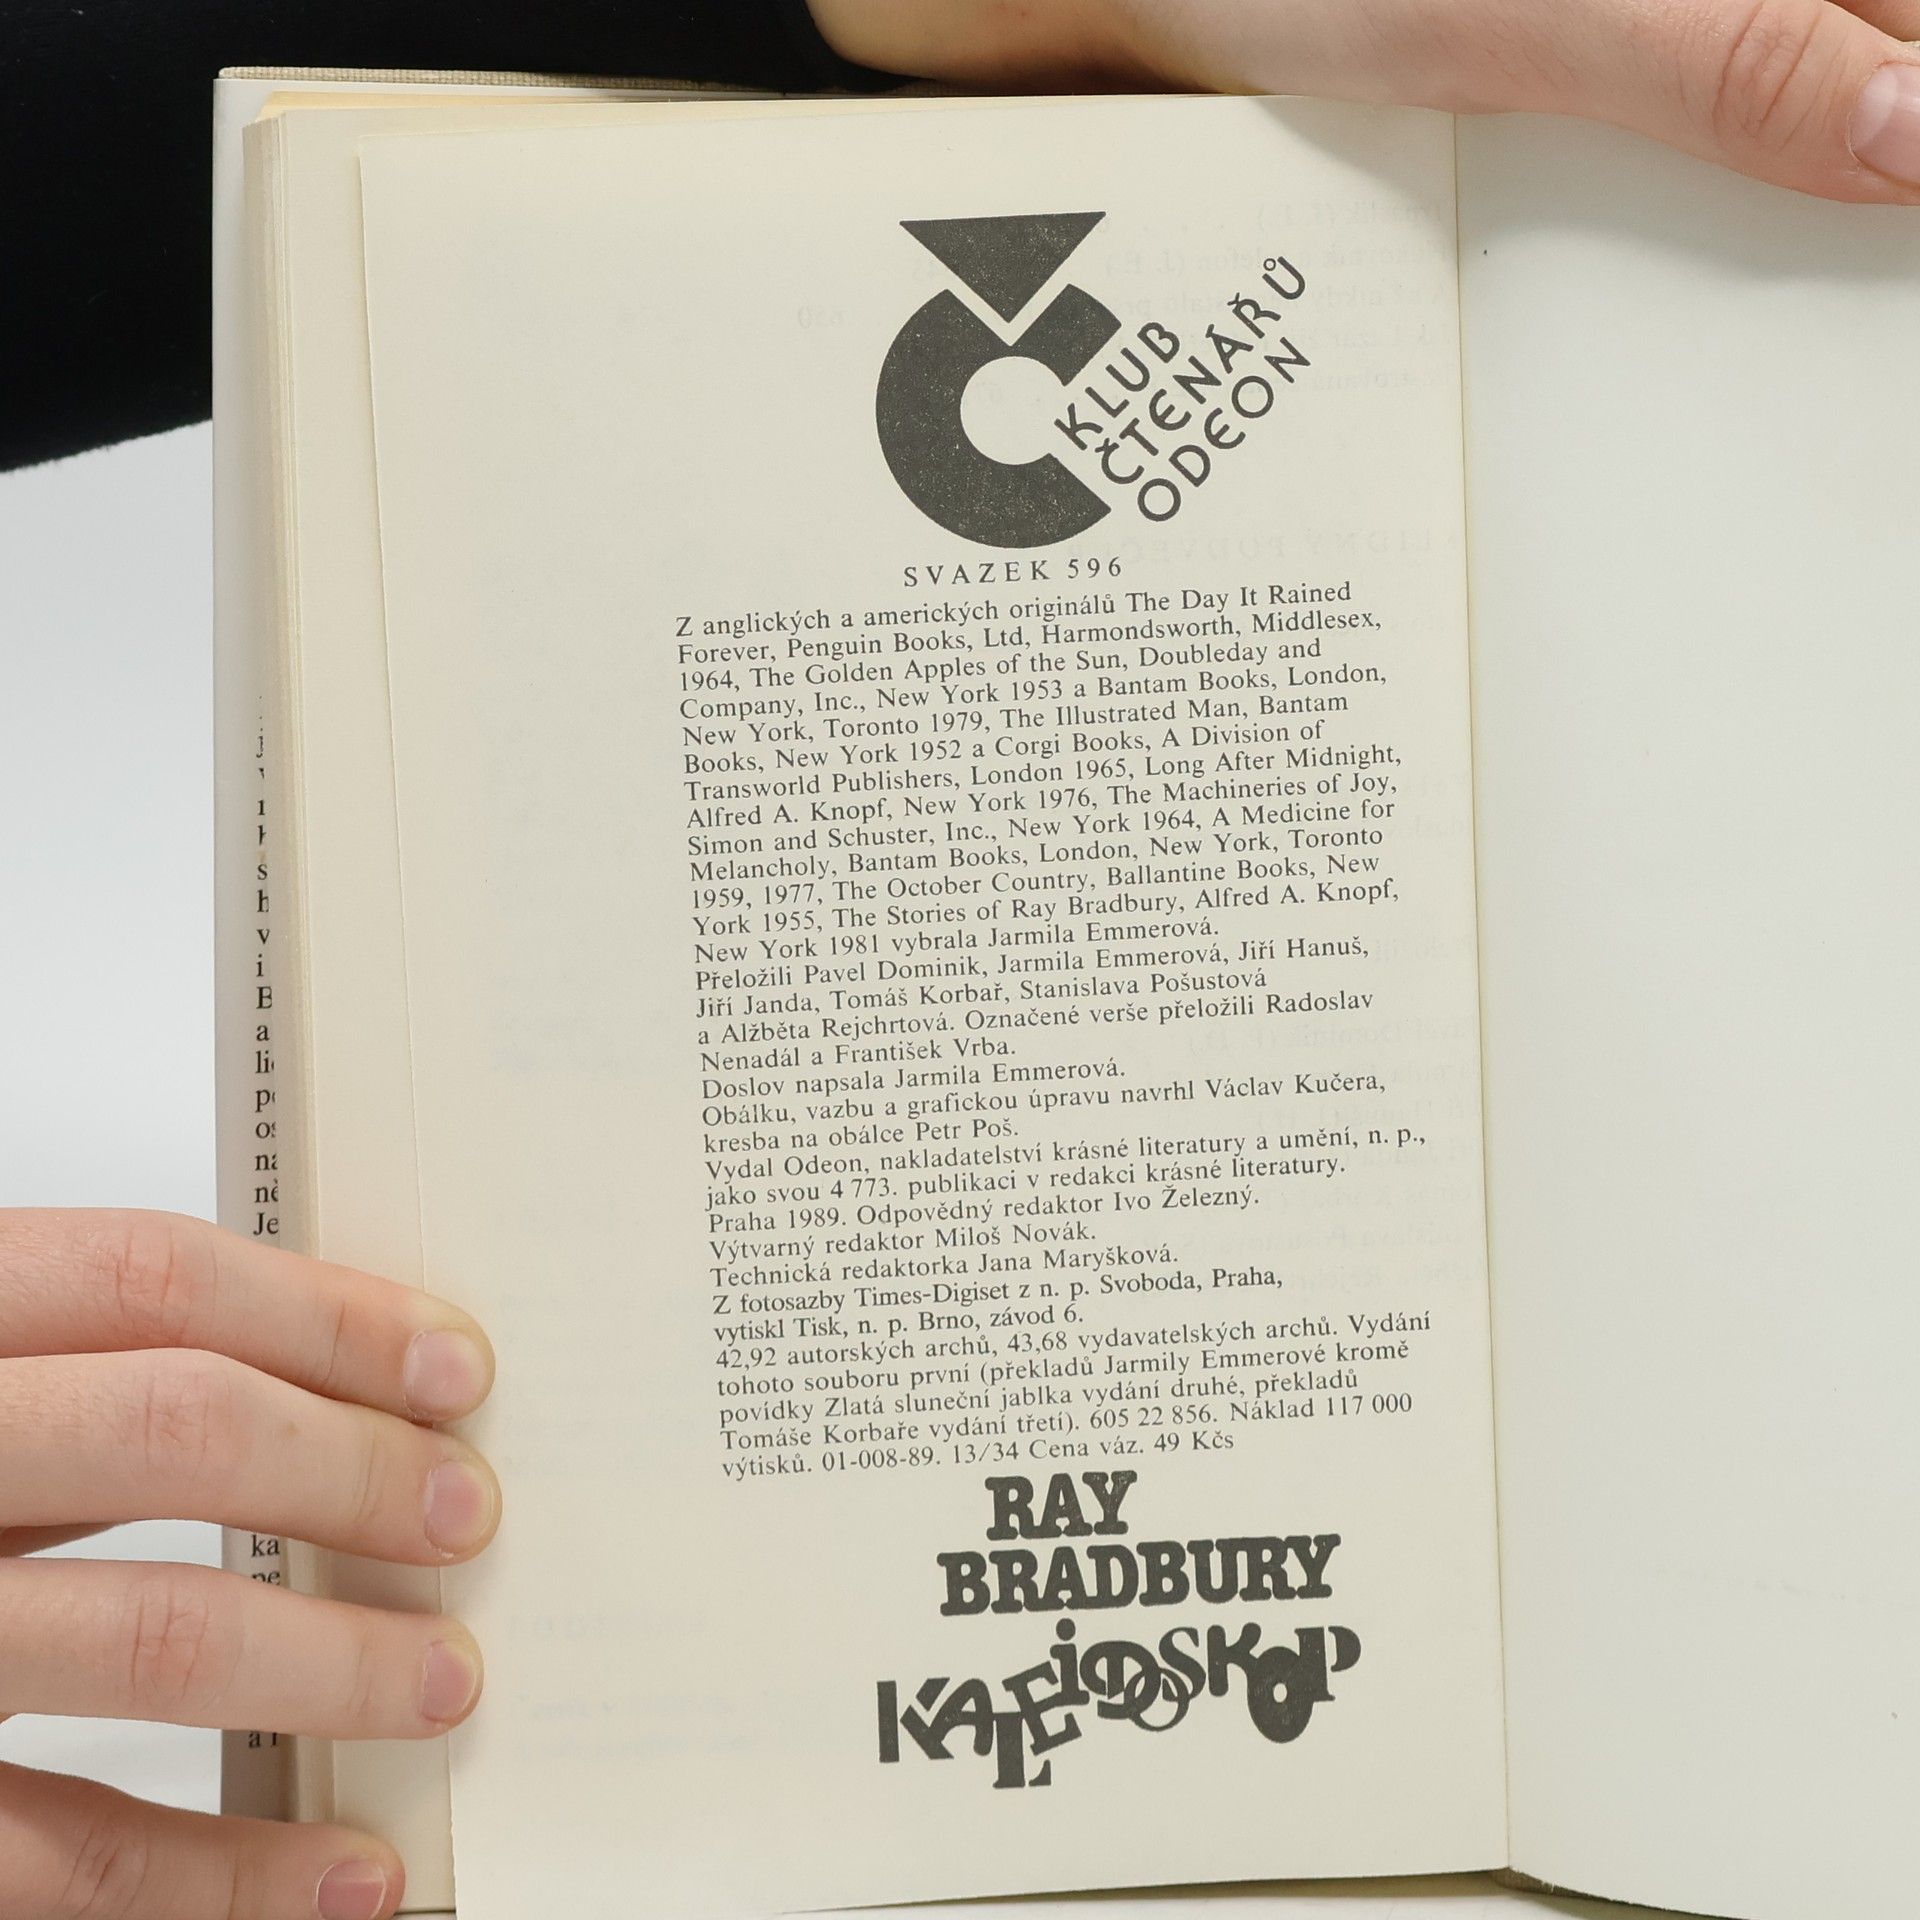 KLUB
ČTENÁŘŮ
ODEON
SVAZEK 596
Z anglických a amerických originálů The Day It Rained
Forever, Penguin Books, Ltd, Harmondsworth, Middlesex,
1964, The Golden Apples of the Sun, Doubleday and
Company, Inc., New York 1953 a Bantam Books, London,
New York, Toronto 1979, The Illustrated Man, Bantam
Books, New York 1952 a Corgi Books, A Division of
Transworld Publishers, London 1965, Long After Midnight,
Alfred A. Knopf, New York 1976, The Machineries of Joy,
Simon and Schuster, Inc., New York 1964, A Medicine for
Melancholy, Bantam Books, London, New York, Toronto
1959, 1977, The October Country, Ballantine Books, New
York 1955, The Stories of Ray Bradbury, Alfred A. Knopf,
New York 1981 vybrala Jarmila Emmerová.
Přeložili Pavel Dominik, Jarmila Emmerová, Jiří Hanuš,
Jiří Janda, Tomáš Korbař, Stanislava Pošustová
a Alžběta Rejchrtová. Označené verše přeložili Radoslav
Nenadál a František Vrba.
Doslov napsala Jarmila Emmerová.
Obálku, vazbu a grafickou úpravu navrhl Václav Kučera,
kresba na obálce Petr Poš.
Vydal Odeon, nakladatelství krásné literatury a umění, n. p.,
jako svou 4 773. publikaci v redakci krásné literatury.
Praha 1989. Odpovědný redaktor Ivo Železný.
Výtvarný redaktor Miloš Novák.
Technická redaktorka Jana Maryšková.
Z fotosazby Times-Digiset z n. p. Svoboda, Praha,
vytiskl Tisk, n. p. Brno, závod 6.
42,92 autorských archů, 43,68 vydavatelských archů. Vydání
tohoto souboru první (překladů Jarmily Emmerové kromě
povídky Zlatá sluneční jablka vydání druhé, překladů
Tomáše Korbaře vydání třetí). 605 22 856. Náklad 117 000
výtisků. 01-008-89. 13/34 Cena váz. 49 Kčs
RAY
BRADBURY
KALEiDOSKOP